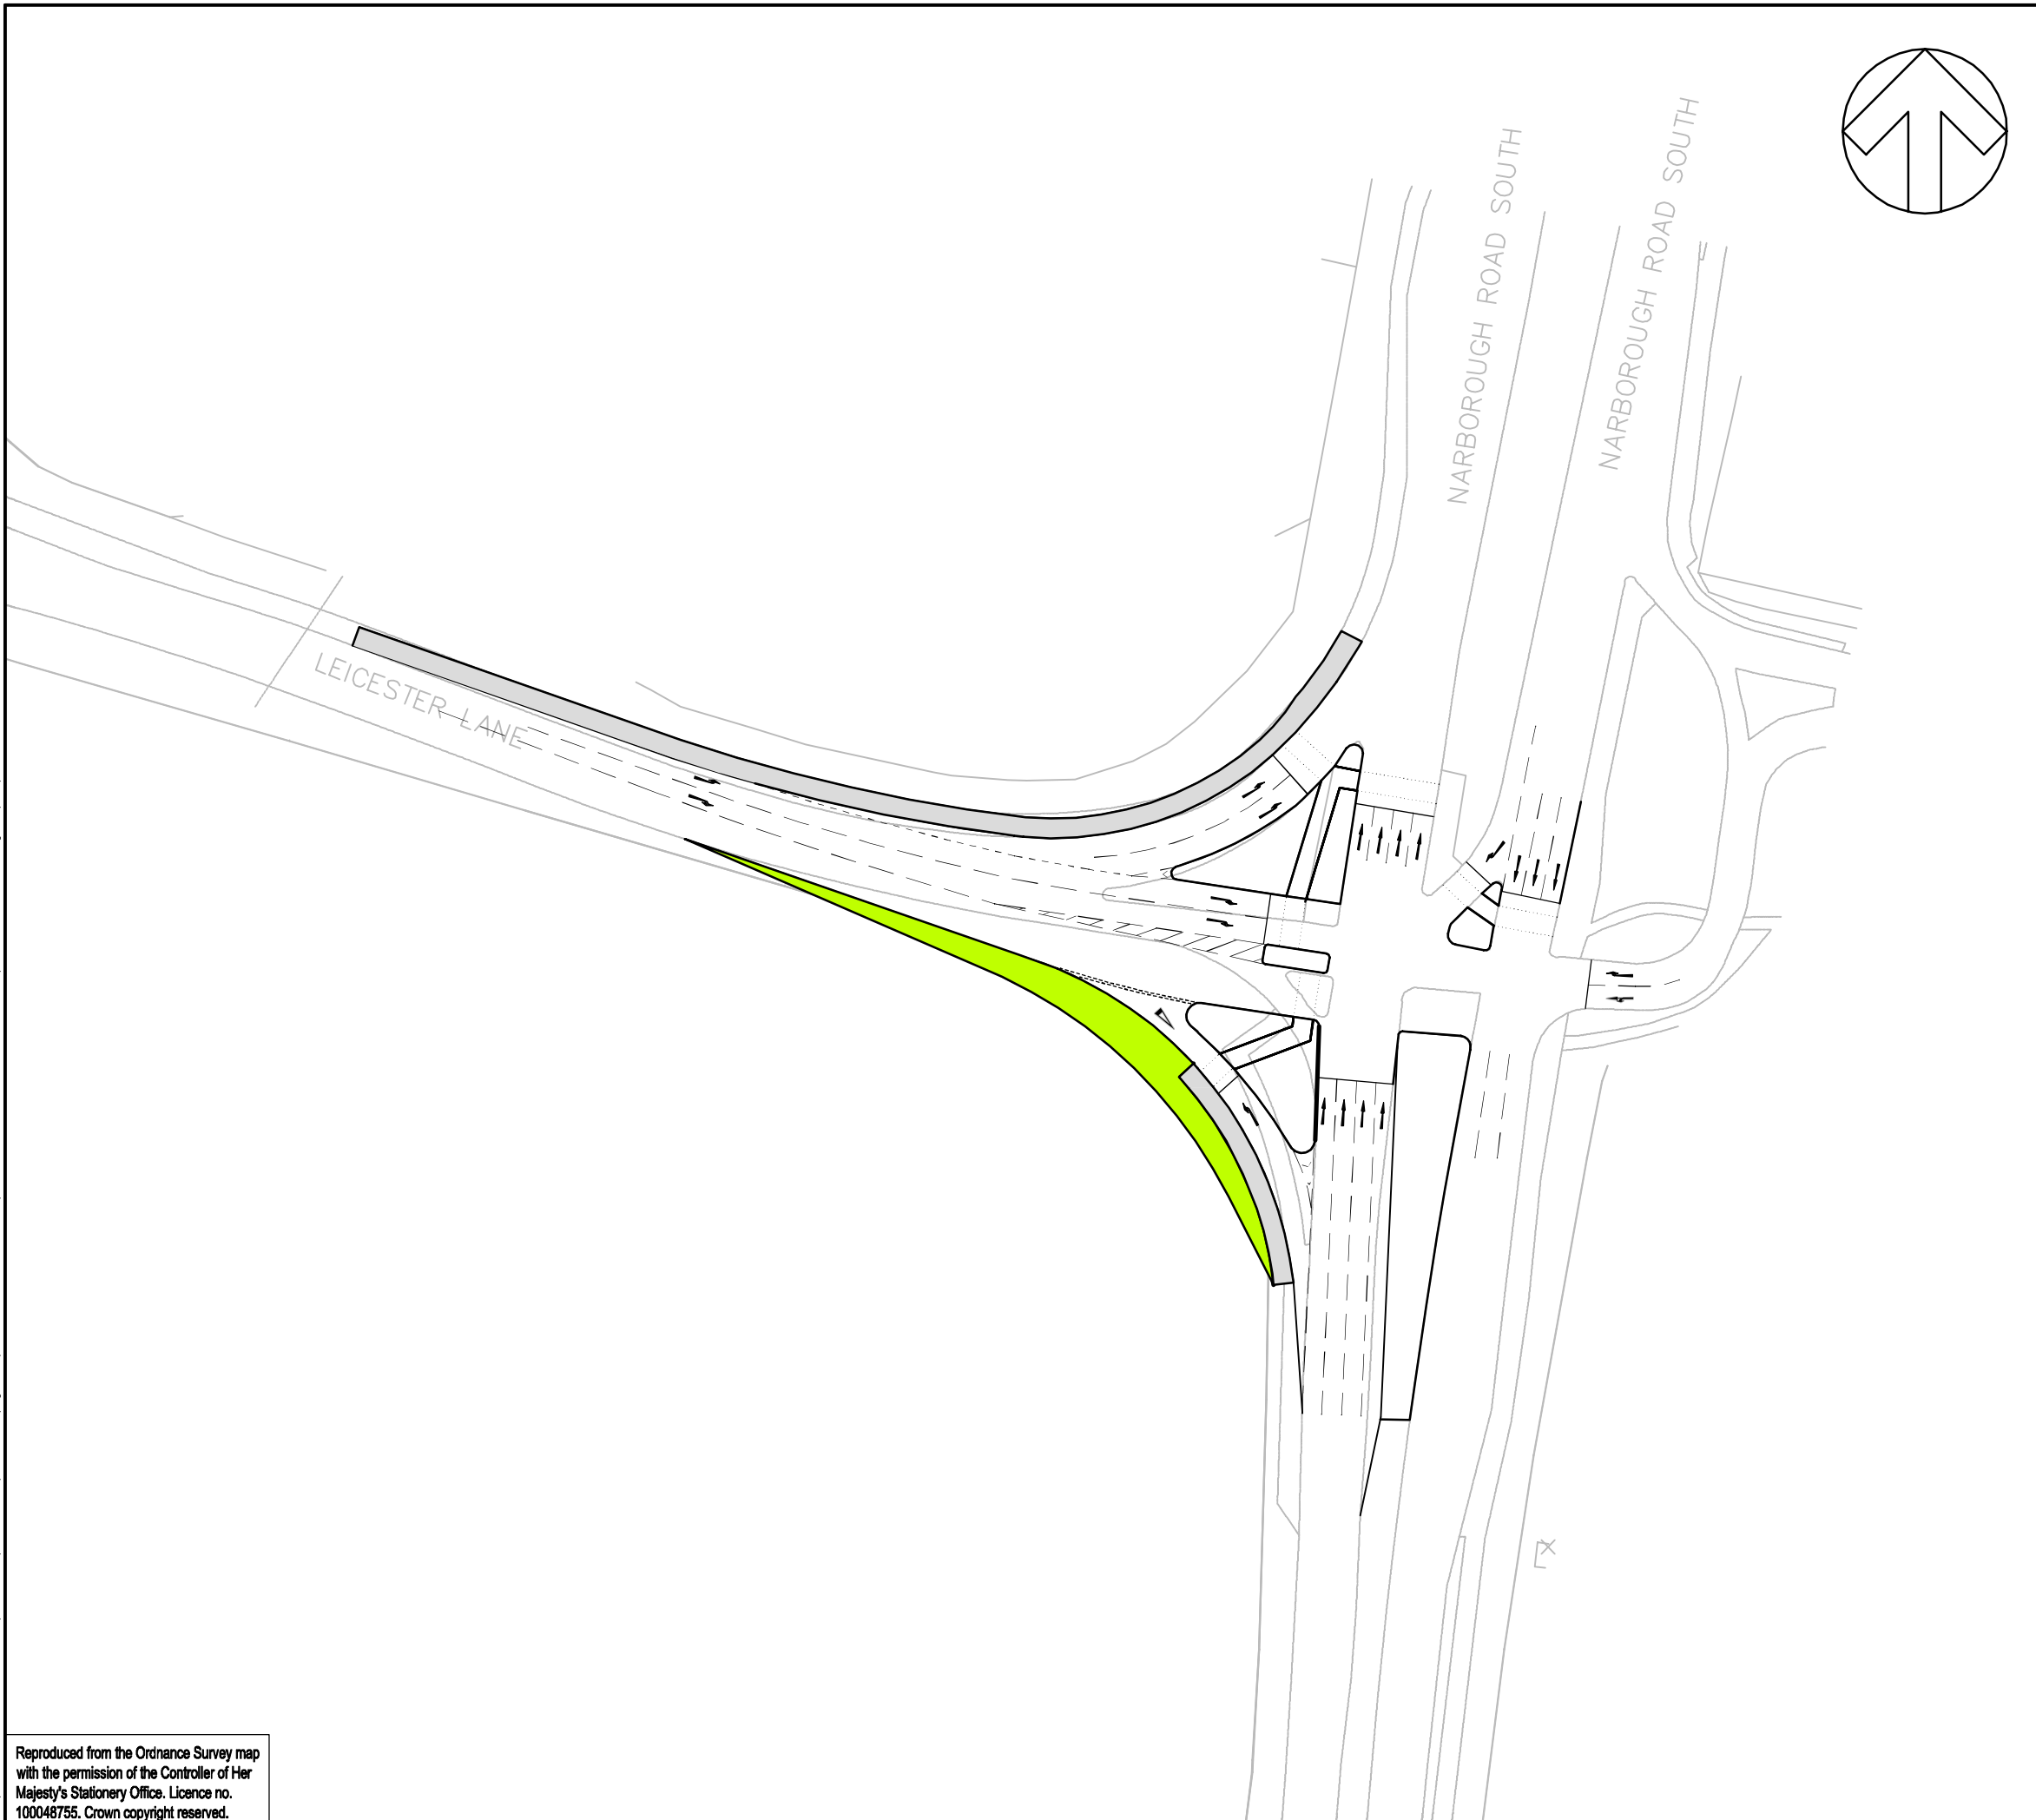 NARBOROUGH ROAD SOUTH
NARBOROUGH ROAD SOUTH
LEICESTER LANE
Reproduced from the Ordnance Survey map
with the permission of the Controller of Her
Majesty's Stationery Office. Licence no.
100048755. Crown copyright reserved.